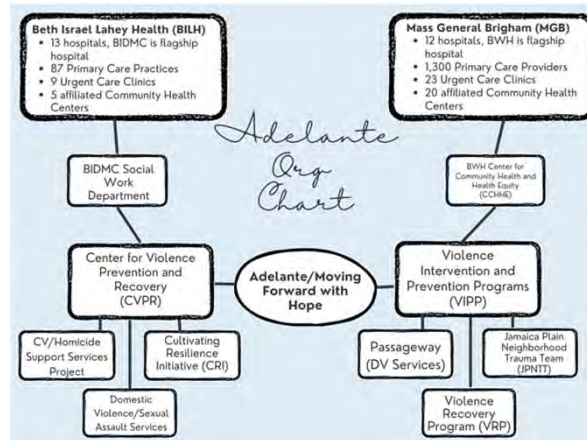 Beth Israel Lahey Health (BILH)
• 13 hospitals, BIDMC is flagship
hospital
• 87 Primary Care Practices
• 9 Urgent Care Clinics
• 5 affiliated Community Health
Centers
Mass General Brigham (MGB)
• 12 hospitals, BWH is flagship
hospital
• 1,300 Primary Care Providers
• 23 Urgent Care Clinics
• 20 affiliated Community Health
Centers
Adelante
Org
Chart
BIDMC Social
Work
Department
BWH Center for
Community Health and
Health Equity
(CCHHE)
Center for Violence
Prevention and
Recovery
(CVPR)
Adelante/Moving
Forward with
Hope
Violence
Intervention and
Prevention Programs
(VIPP)
CV/Homicide
Support Services
Project
Cultivating
Resilience
Initiative (CRI)
Domestic
Violence/Sexual
Assault Services
Passageway
(DV Services)
Jamaica Plain
Neighborhood
Trauma Team
(JPNTT)
Violence
Recovery
Program (VRP)